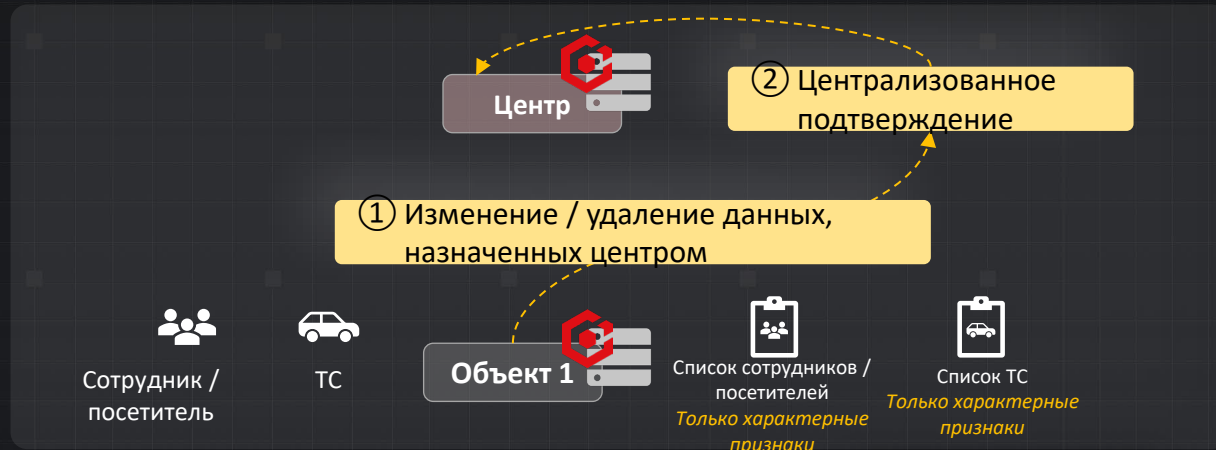 Центр
② Централизованное
подтверждение
① Изменение / удаление данных,
назначенных центром
Сотрудник /
посетитель
ТС
Объект 1
Список сотрудников /
посетителей
Только характерные
признаки
Список ТС
Только характерные
признаки